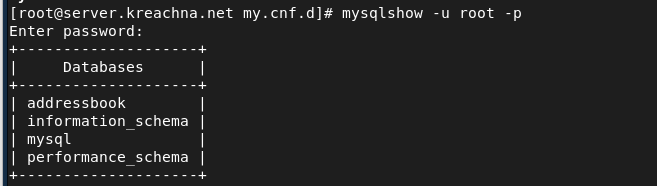 [root@server.kreachna.net my.cnf.d]# mysqlshow -u root -p
Enter password:
+--------------------+
|     Databases      |
+--------------------+
| addressbook        |
| information_schema |
| mysql              |
| performance_schema |
+--------------------+